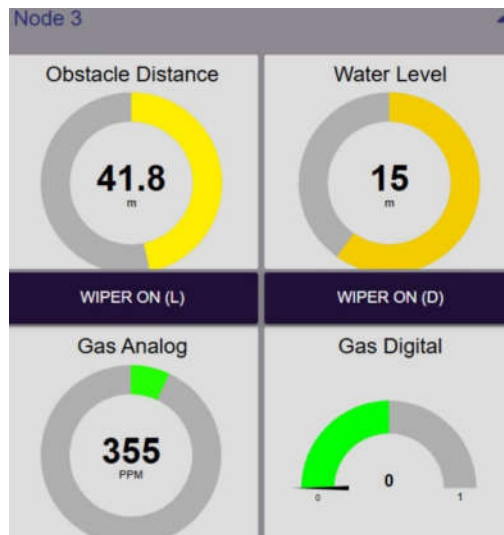 Node 3
Obstacle Distance
41.8
m
Water Level
15
m
WIPER ON (L)
WIPER ON (D)
Gas Analog
355
PPM
Gas Digital
0
0
1